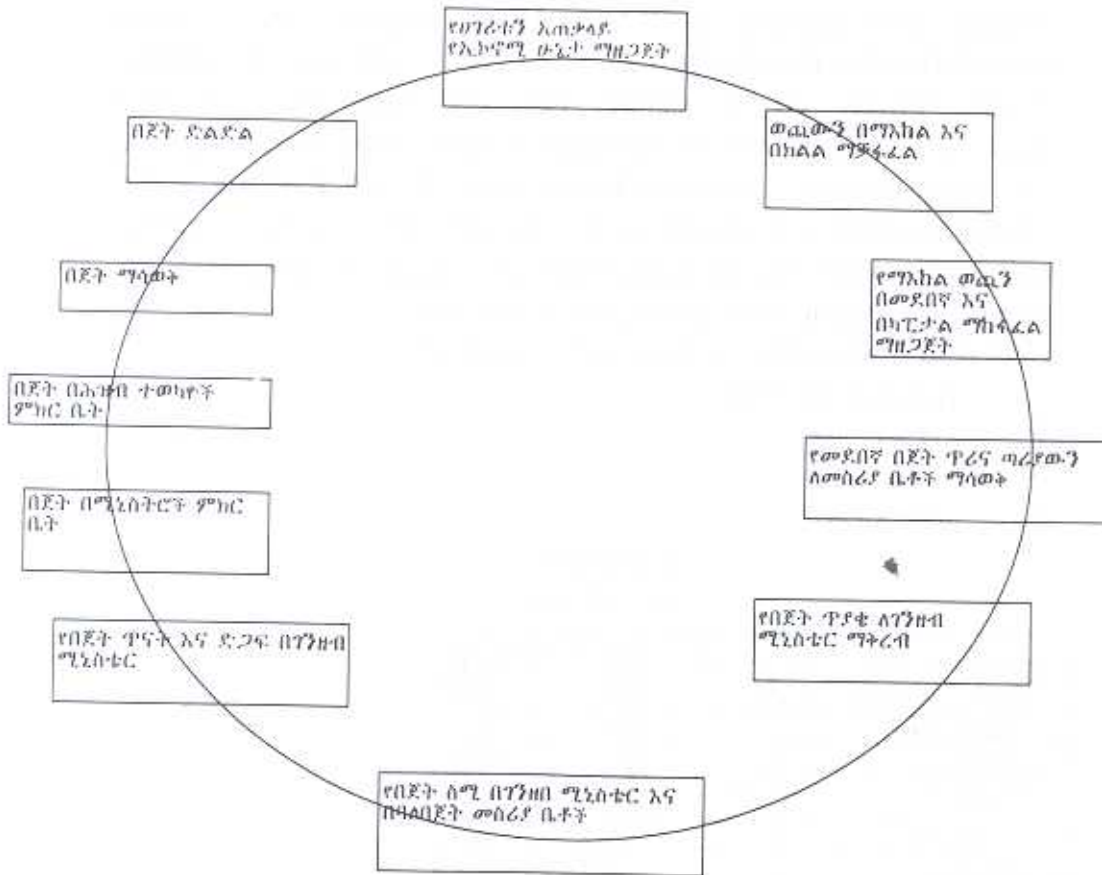 የሀገሪቱን አጠቃላይ
የኢኮኖሚ ሁኔታ ማዘጋጀት
ወጪውን በማእከል እና
በክልል ማከፋፈል
የማእከል ወጪን
በመደበኛ እና
በካፒታል ማከፋፈል
ማዘጋጀት
የመደበኛ በጀት ጥሪና ጣሪያውን
ለመስሪያ ቤቶች ማሳወቅ
የበጀት ጥያቄ ለገንዘብ
ሚኒስቴር ማቅረብ
የበጀት ስሚ በገንዘበ ሚኒስቴር እና
በባለበጀት መስሪያ ቤቶች
የበጀት ጥናት እና ድጋፍ በገንዘብ
ሚኒስቴር
በጀት በሚኒስትሮች ምክር
ቤት
በጀት በሕዝብ ተወካዮች
ምክር ቤት
በጀት ማሳወቅ
በጀት ድልድል